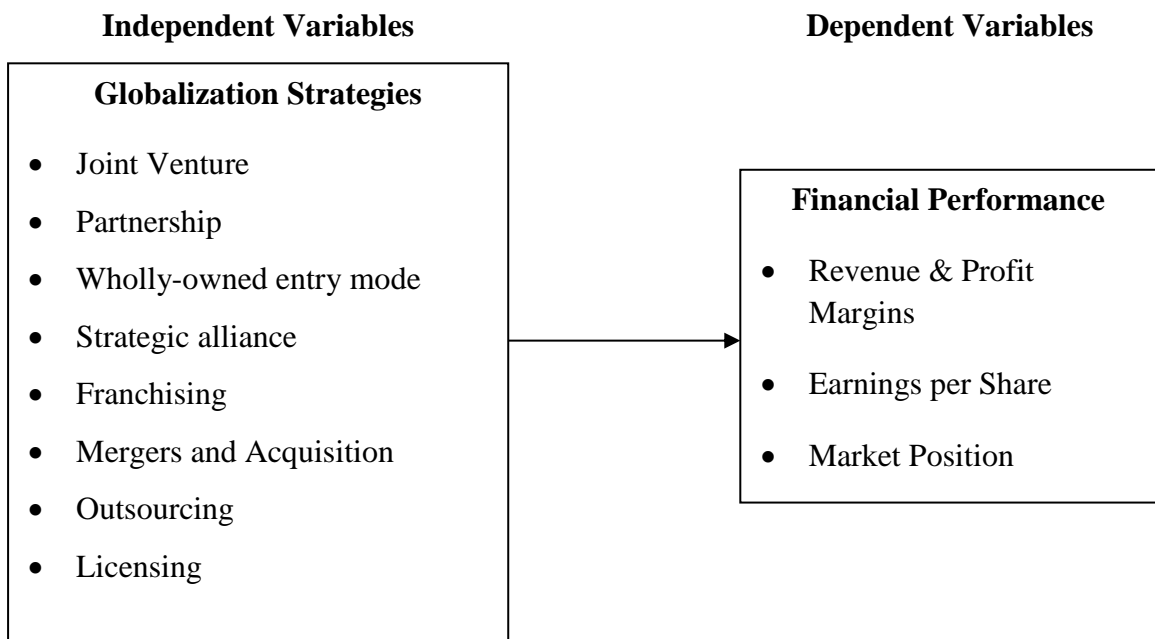 Independent Variables
Dependent Variables
Globalization Strategies
• Joint Venture
• Partnership
• Wholly-owned entry mode
• Strategic alliance
• Franchising
• Mergers and Acquisition
• Outsourcing
• Licensing
Financial Performance
• Revenue & Profit
Margins
• Earnings per Share
• Market Position